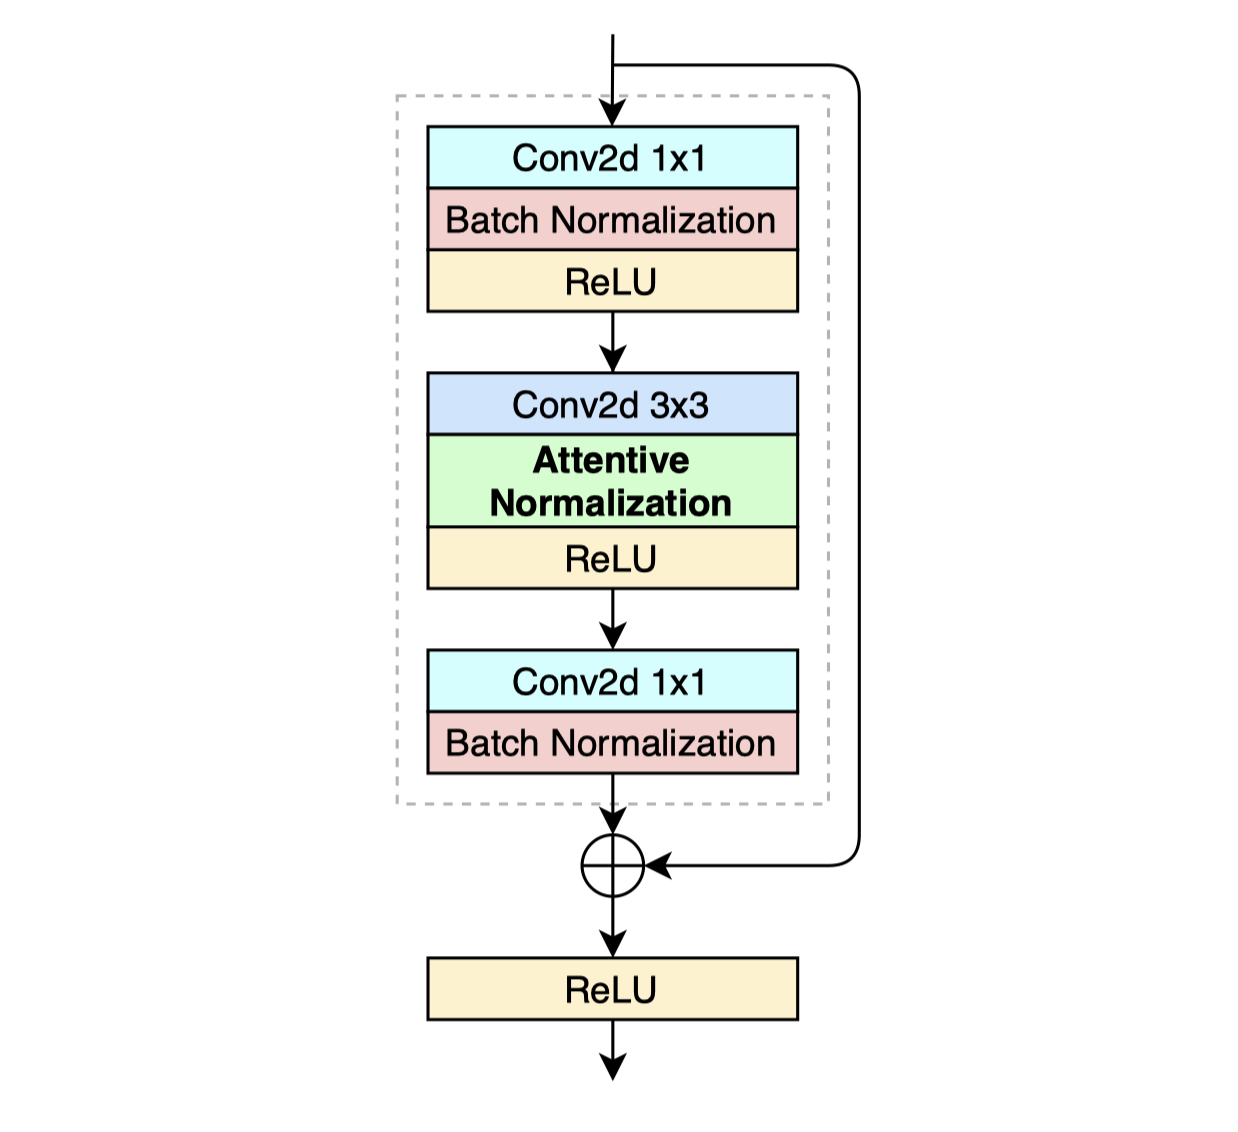 Conv2d 1x1
Batch Normalization
ReLU
Conv2d 3x3
Attentive
Normalization
ReLU
Conv2d 1x1
Batch Normalization
ReLU